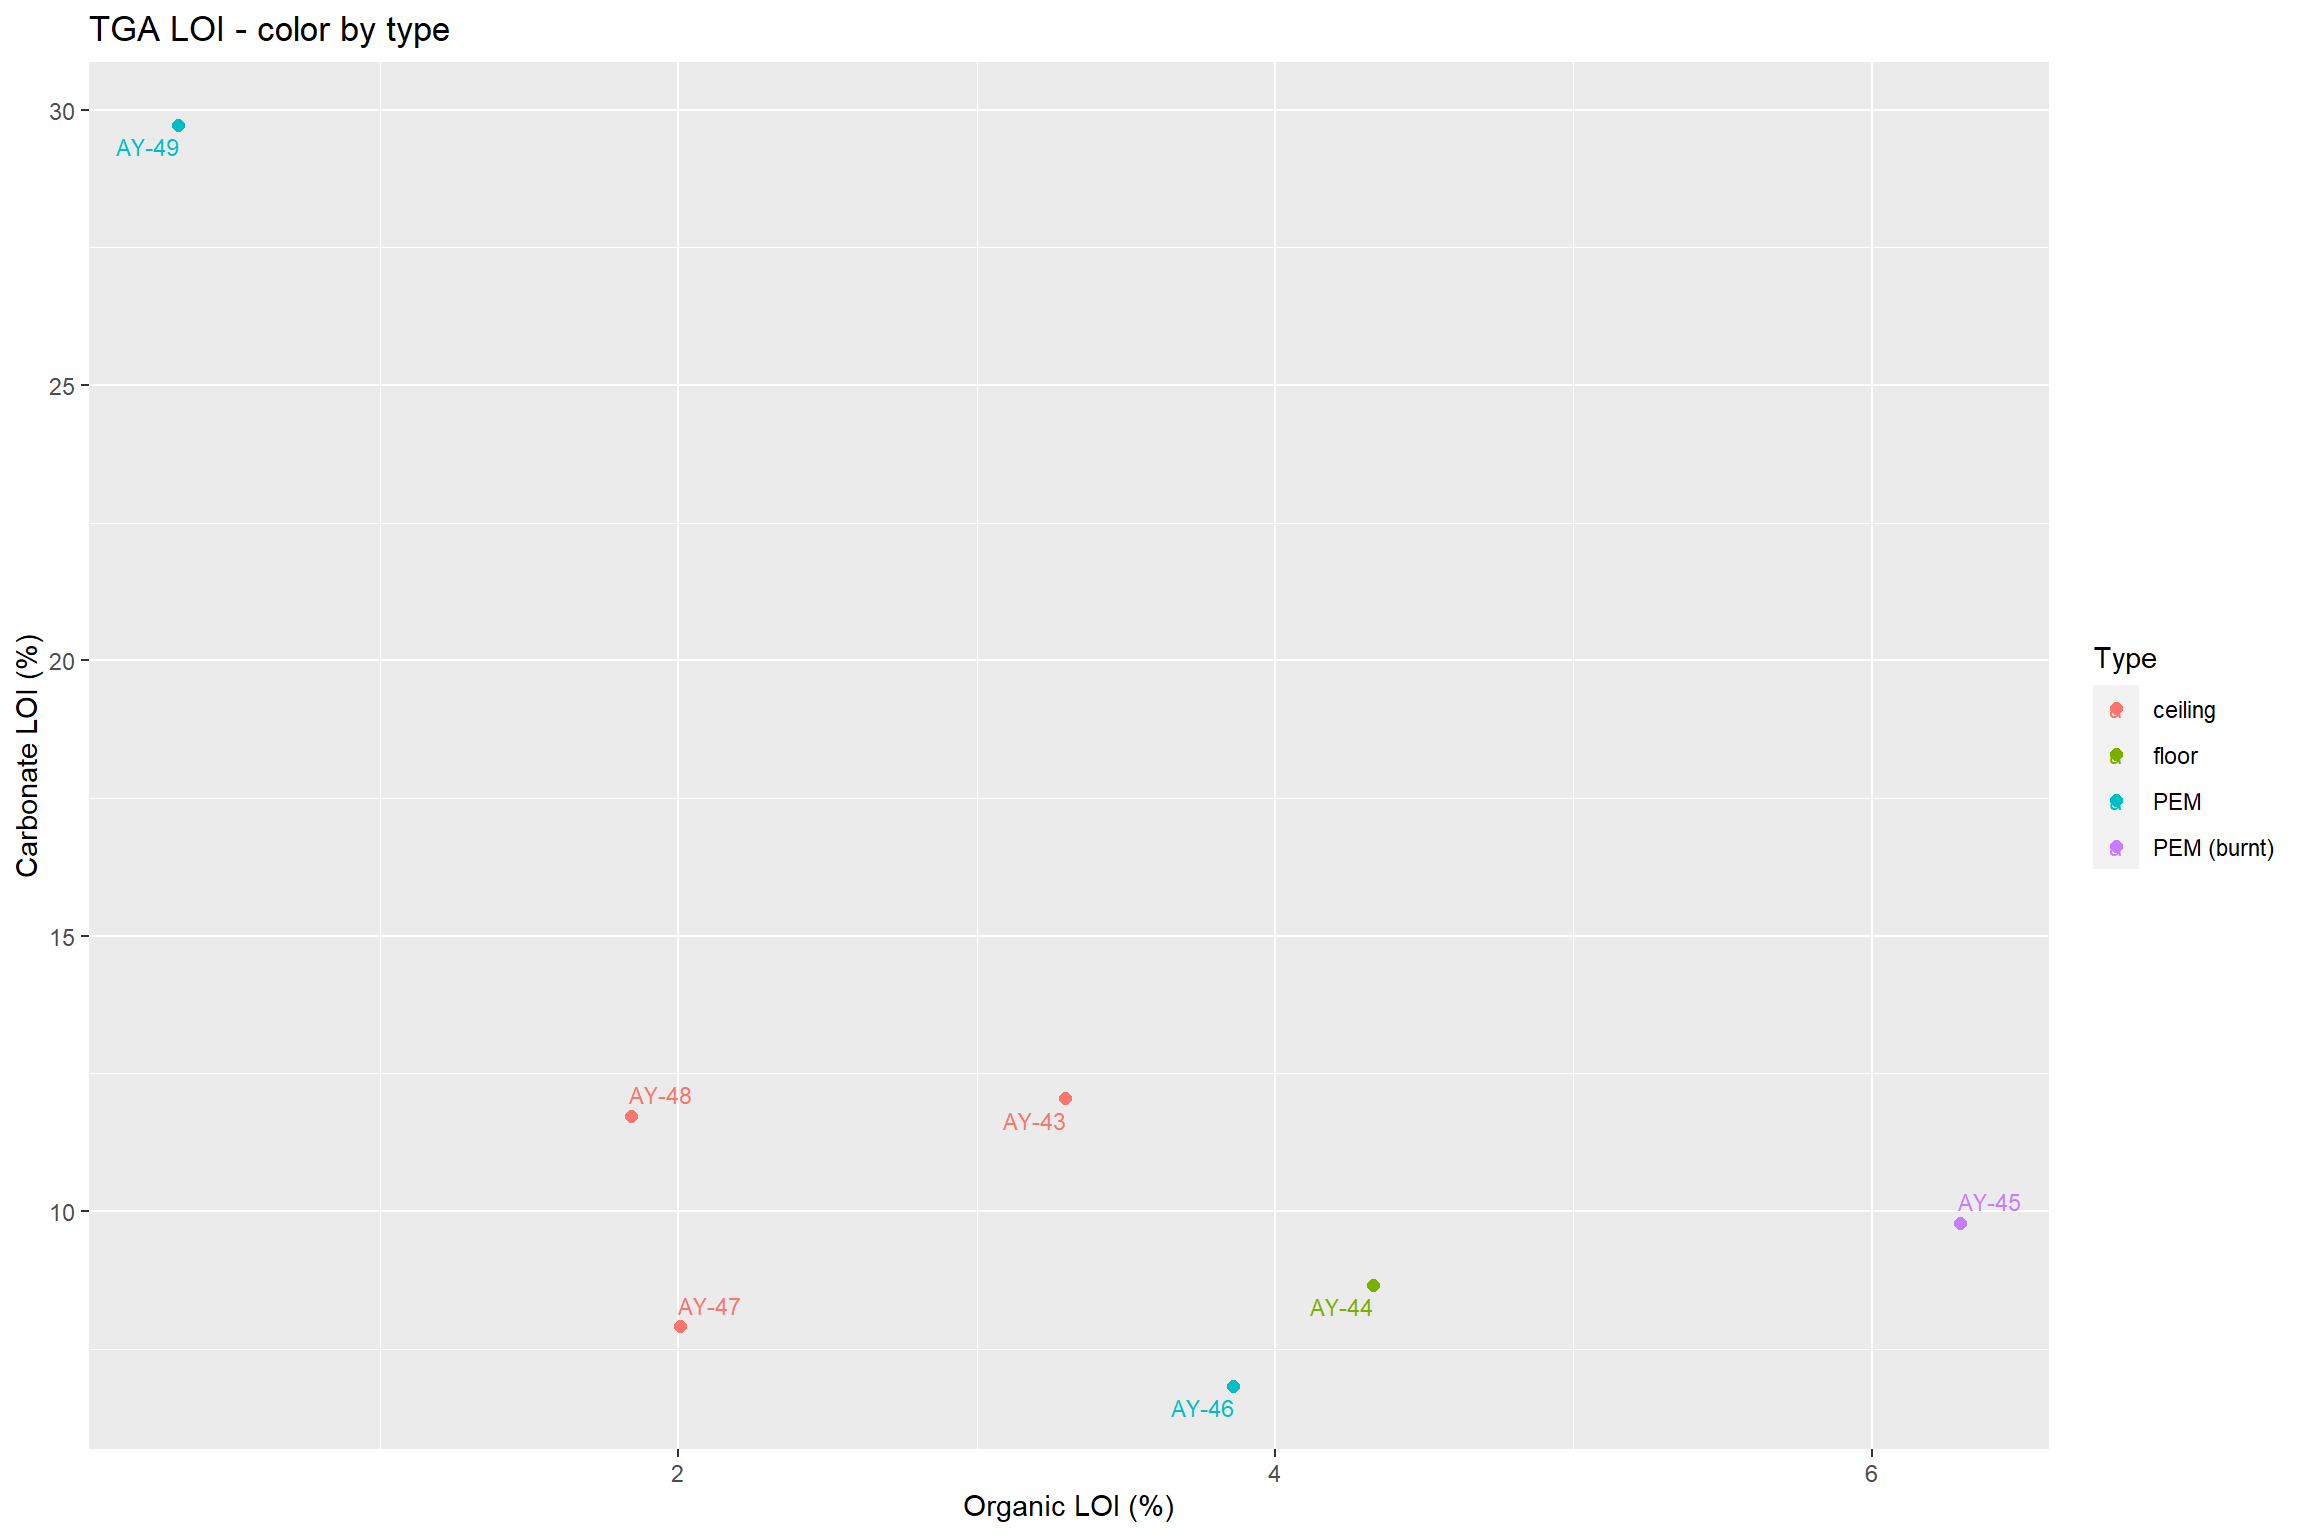 TGA LOI - color by type
30
25
20
15
10
Carbonate LOI (%)
AY-49
AY-48
AY-43
AY-45
AY-47
AY-44
AY-46
2
4
6
Organic LOI (%)
Type
a ceiling
a floor
a PEM
a PEM (burnt)